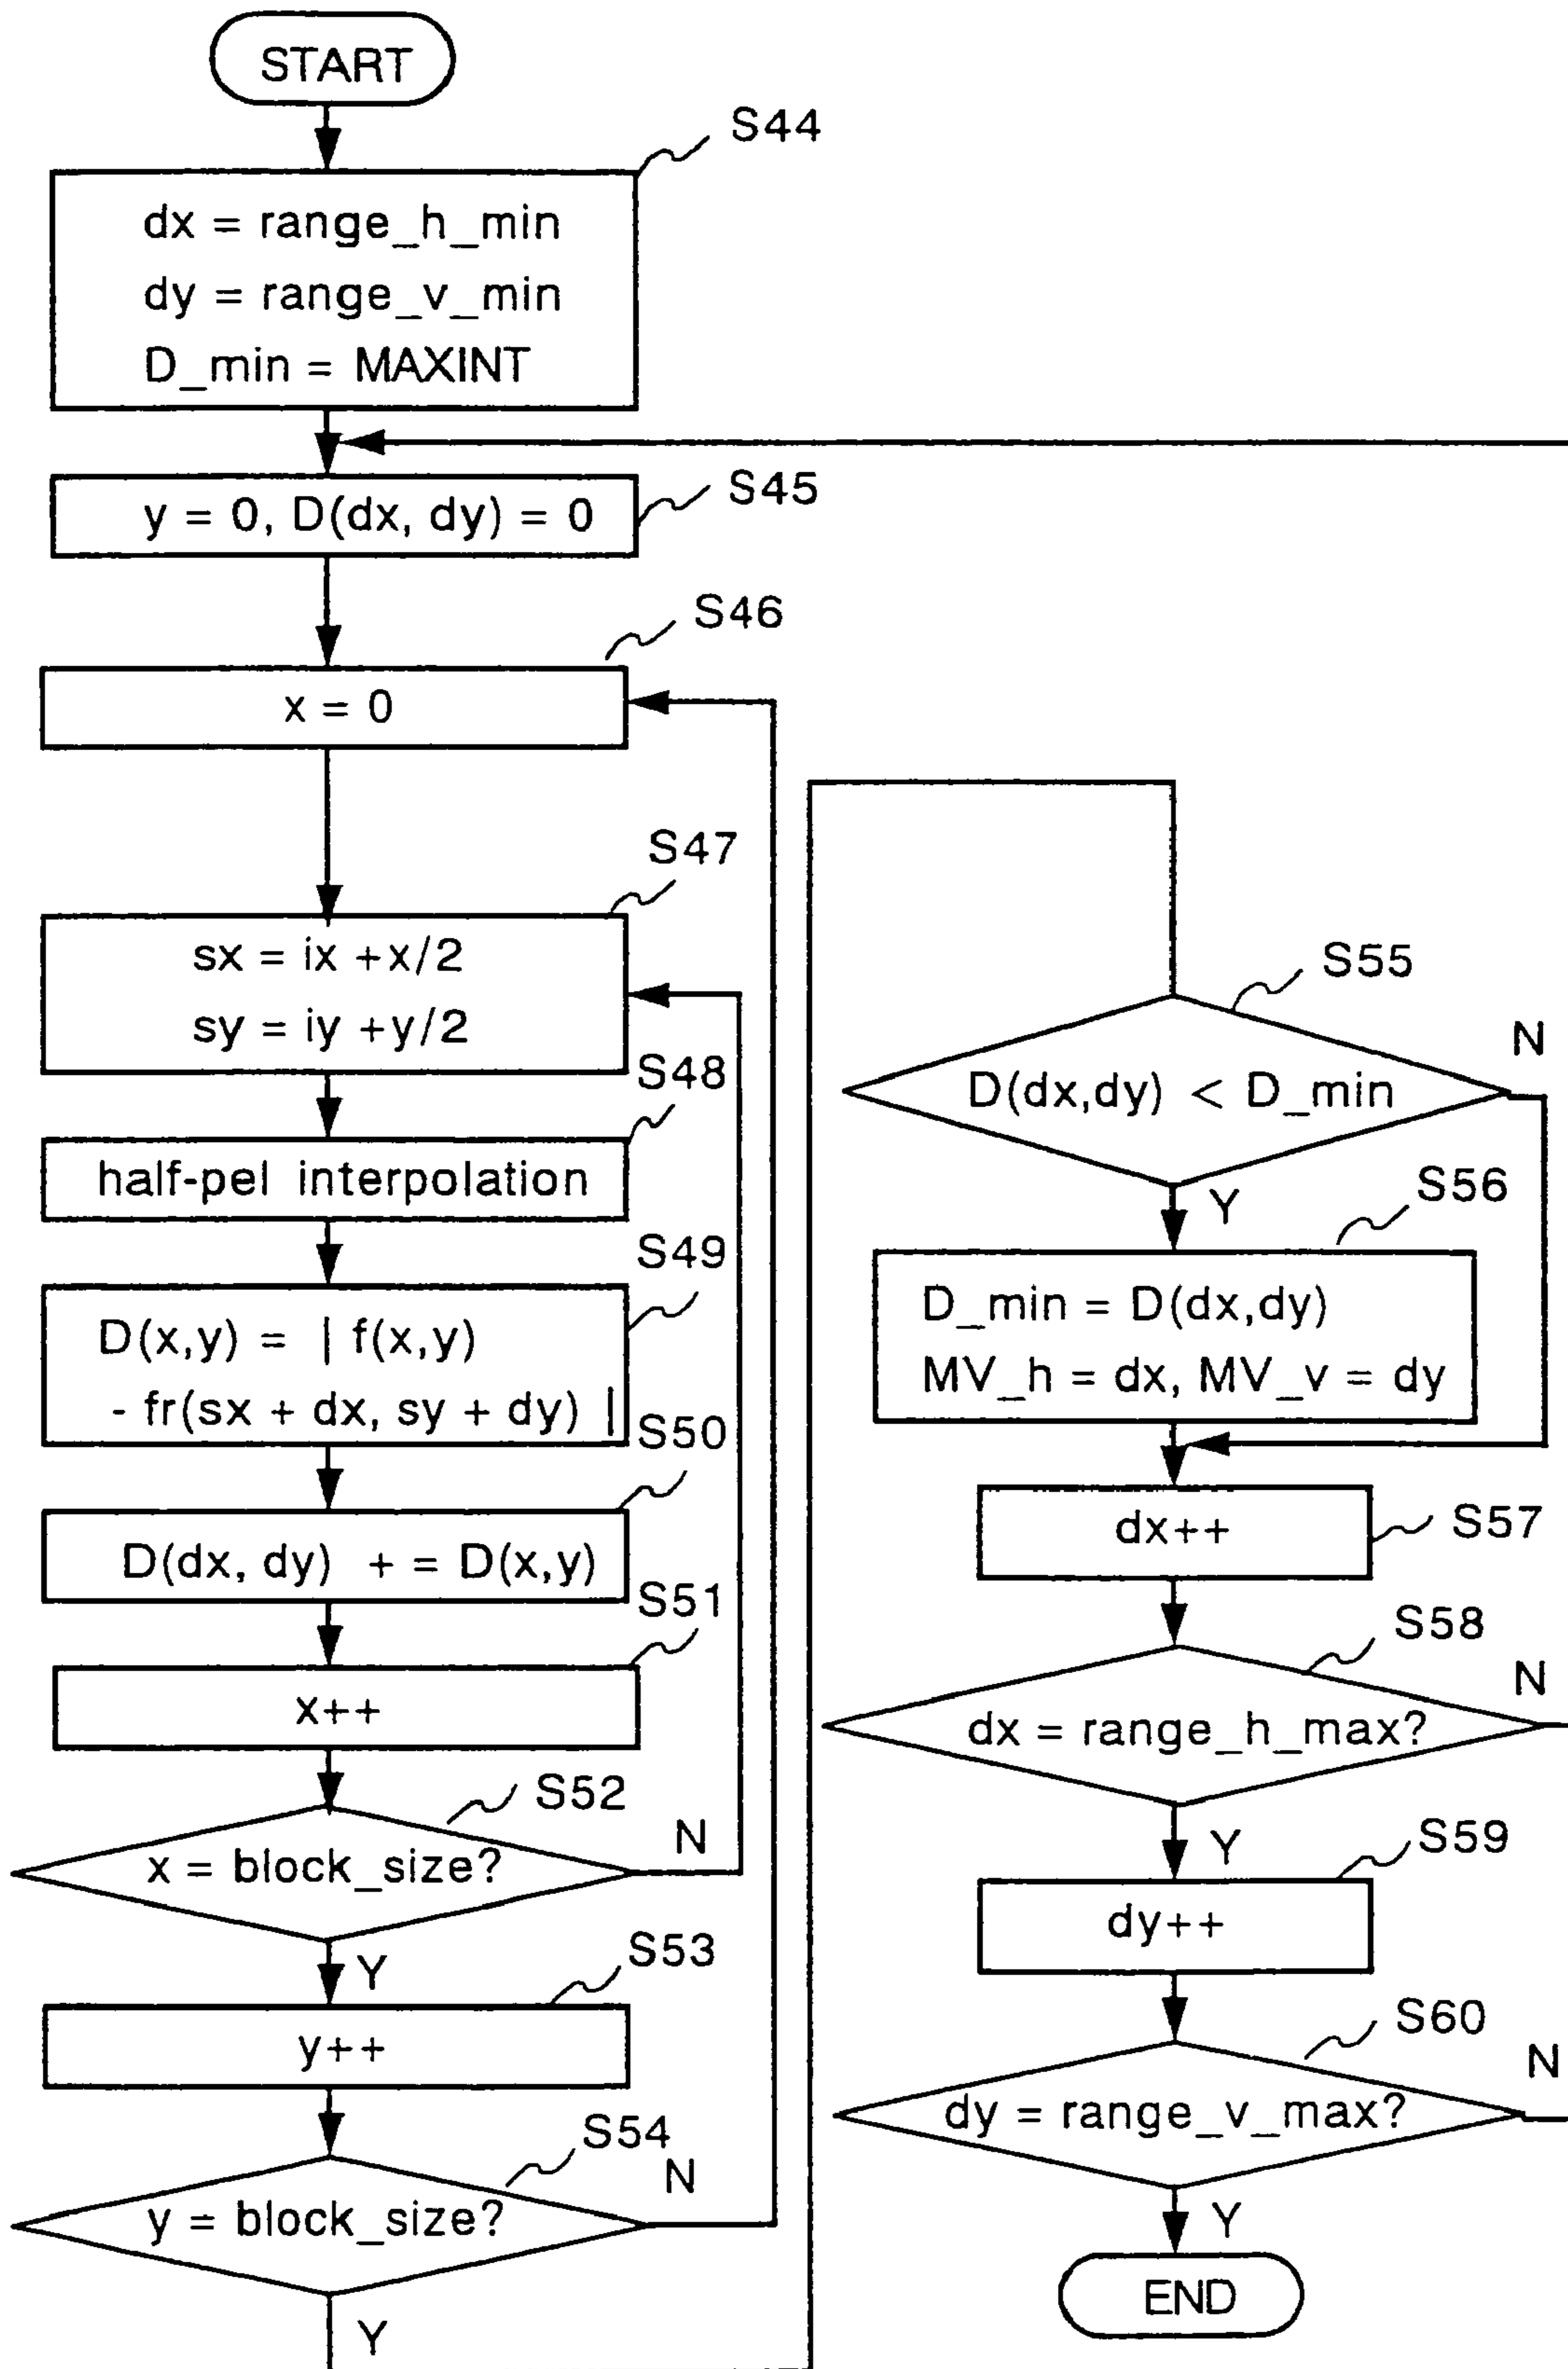 START
S44
dx = range_h_min
dy = range_v_min
D_min = MAXINT
S45
y = 0, D(dx, dy) = 0
S46
x = 0
S47
sx = ix +x/2
sy = iy +y/2
S48
half-pel interpolation
S49
D(x,y) = | f(x,y)
- fr(sx + dx, sy + dy) |
S50
D(dx, dy) + = D(x,y)
S51
x++
S52
x = block_size?
N
Y
S53
y++
S54
y = block_size?
N
Y
S55
D(dx,dy) < D_min
N
Y
S56
D_min = D(dx,dy)
MV_h = dx, MV_v = dy
dx++
S57
S58
dx = range_h_max?
N
Y
S59
dy++
S60
dy = range_v_max?
N
Y
END